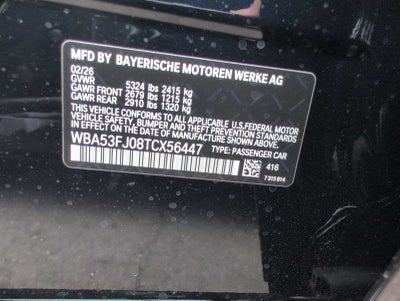 MFD BY BAYERISCHE MOTOREN WERKE AG
02/26
GVWR 5324 lbs 2415 kg
GAWR FRONT 2679 lbs 1215 kg
GAWR REAR 2910 lbs 1320 kg
THIS VEHICLE CONFORMS TO ALL APPLICABLE U.S.FEDERAL MOTOR
VEHICLE SAFETY, BUMPER, AND THEFT PREVENTION STANDARDS IN
EFFECT ON THE DATE OF MANUFACTURE SHOWN ABOVE.
WBA53FJ08TCX56447 TYPE: PASSENGER CAR
416
7315614